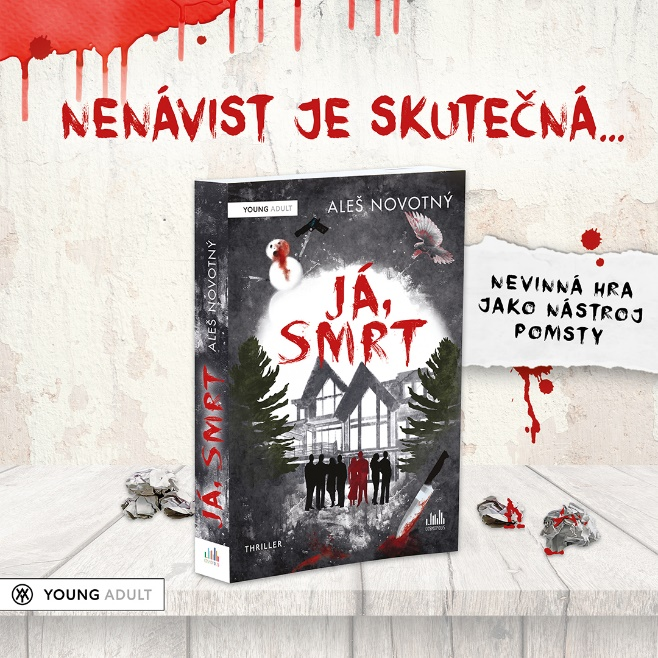 NENÁVIST JE SKUTEČNÁ...
YOUNG ADULT
ALEŠ NOVOTNÝ
JÁ,
SMRT
THRILLER
COSMOPOLIS
ALEŠ NOVOTNÝ
JÁ, SMRT
NEVINNÁ HRA
JAKO NÁSTROJ
POMSTY
YOUNG ADULT